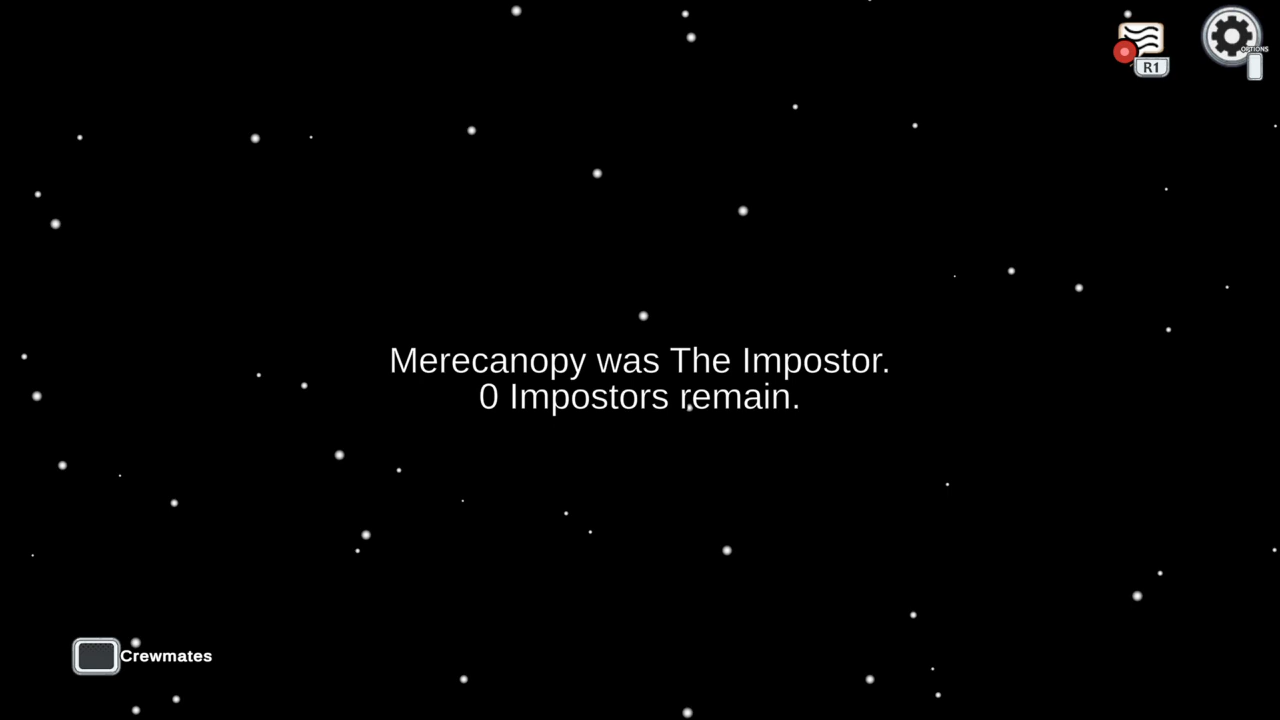 OPTIONS
R1
Merecanopy was The Impostor.
0 Impostors remain.
Crewmates